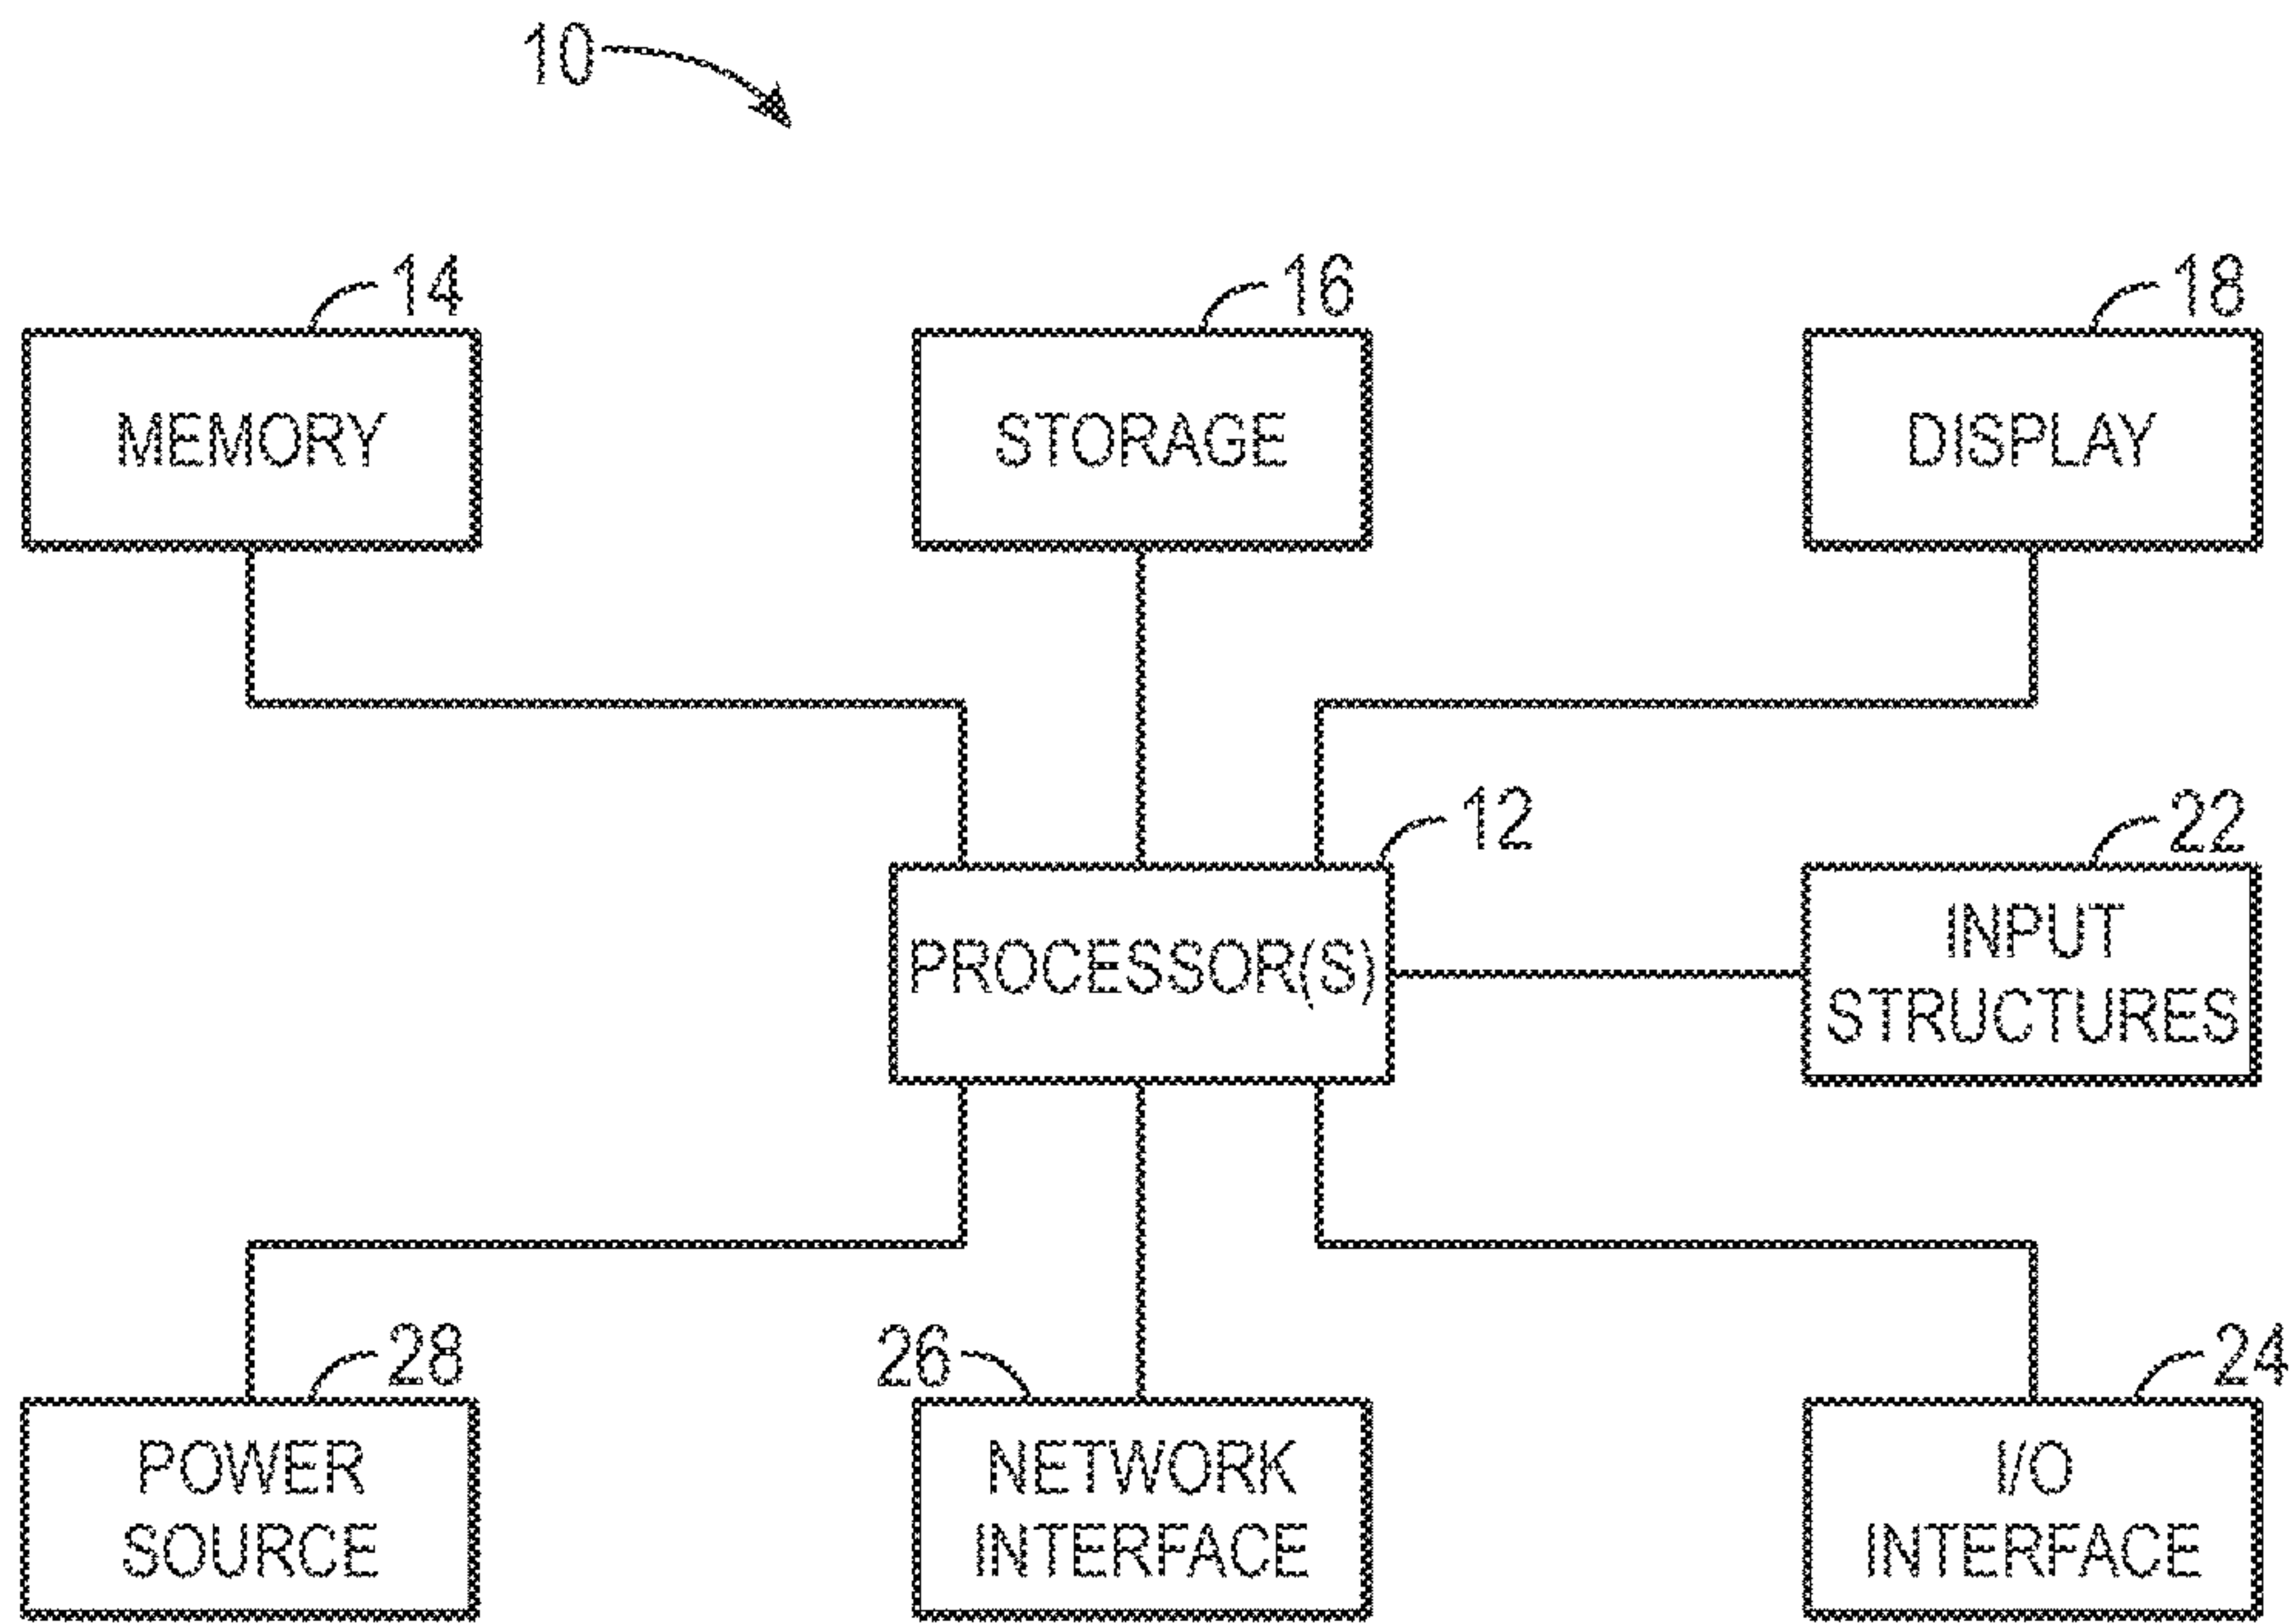 10
14
16
18
MEMORY
STORAGE
DISPLAY
12
22
PROCESSOR(S)
INPUT
STRUCTURES
28
26
24
POWER
SOURCE
NETWORK
INTERFACE
I/O
INTERFACE